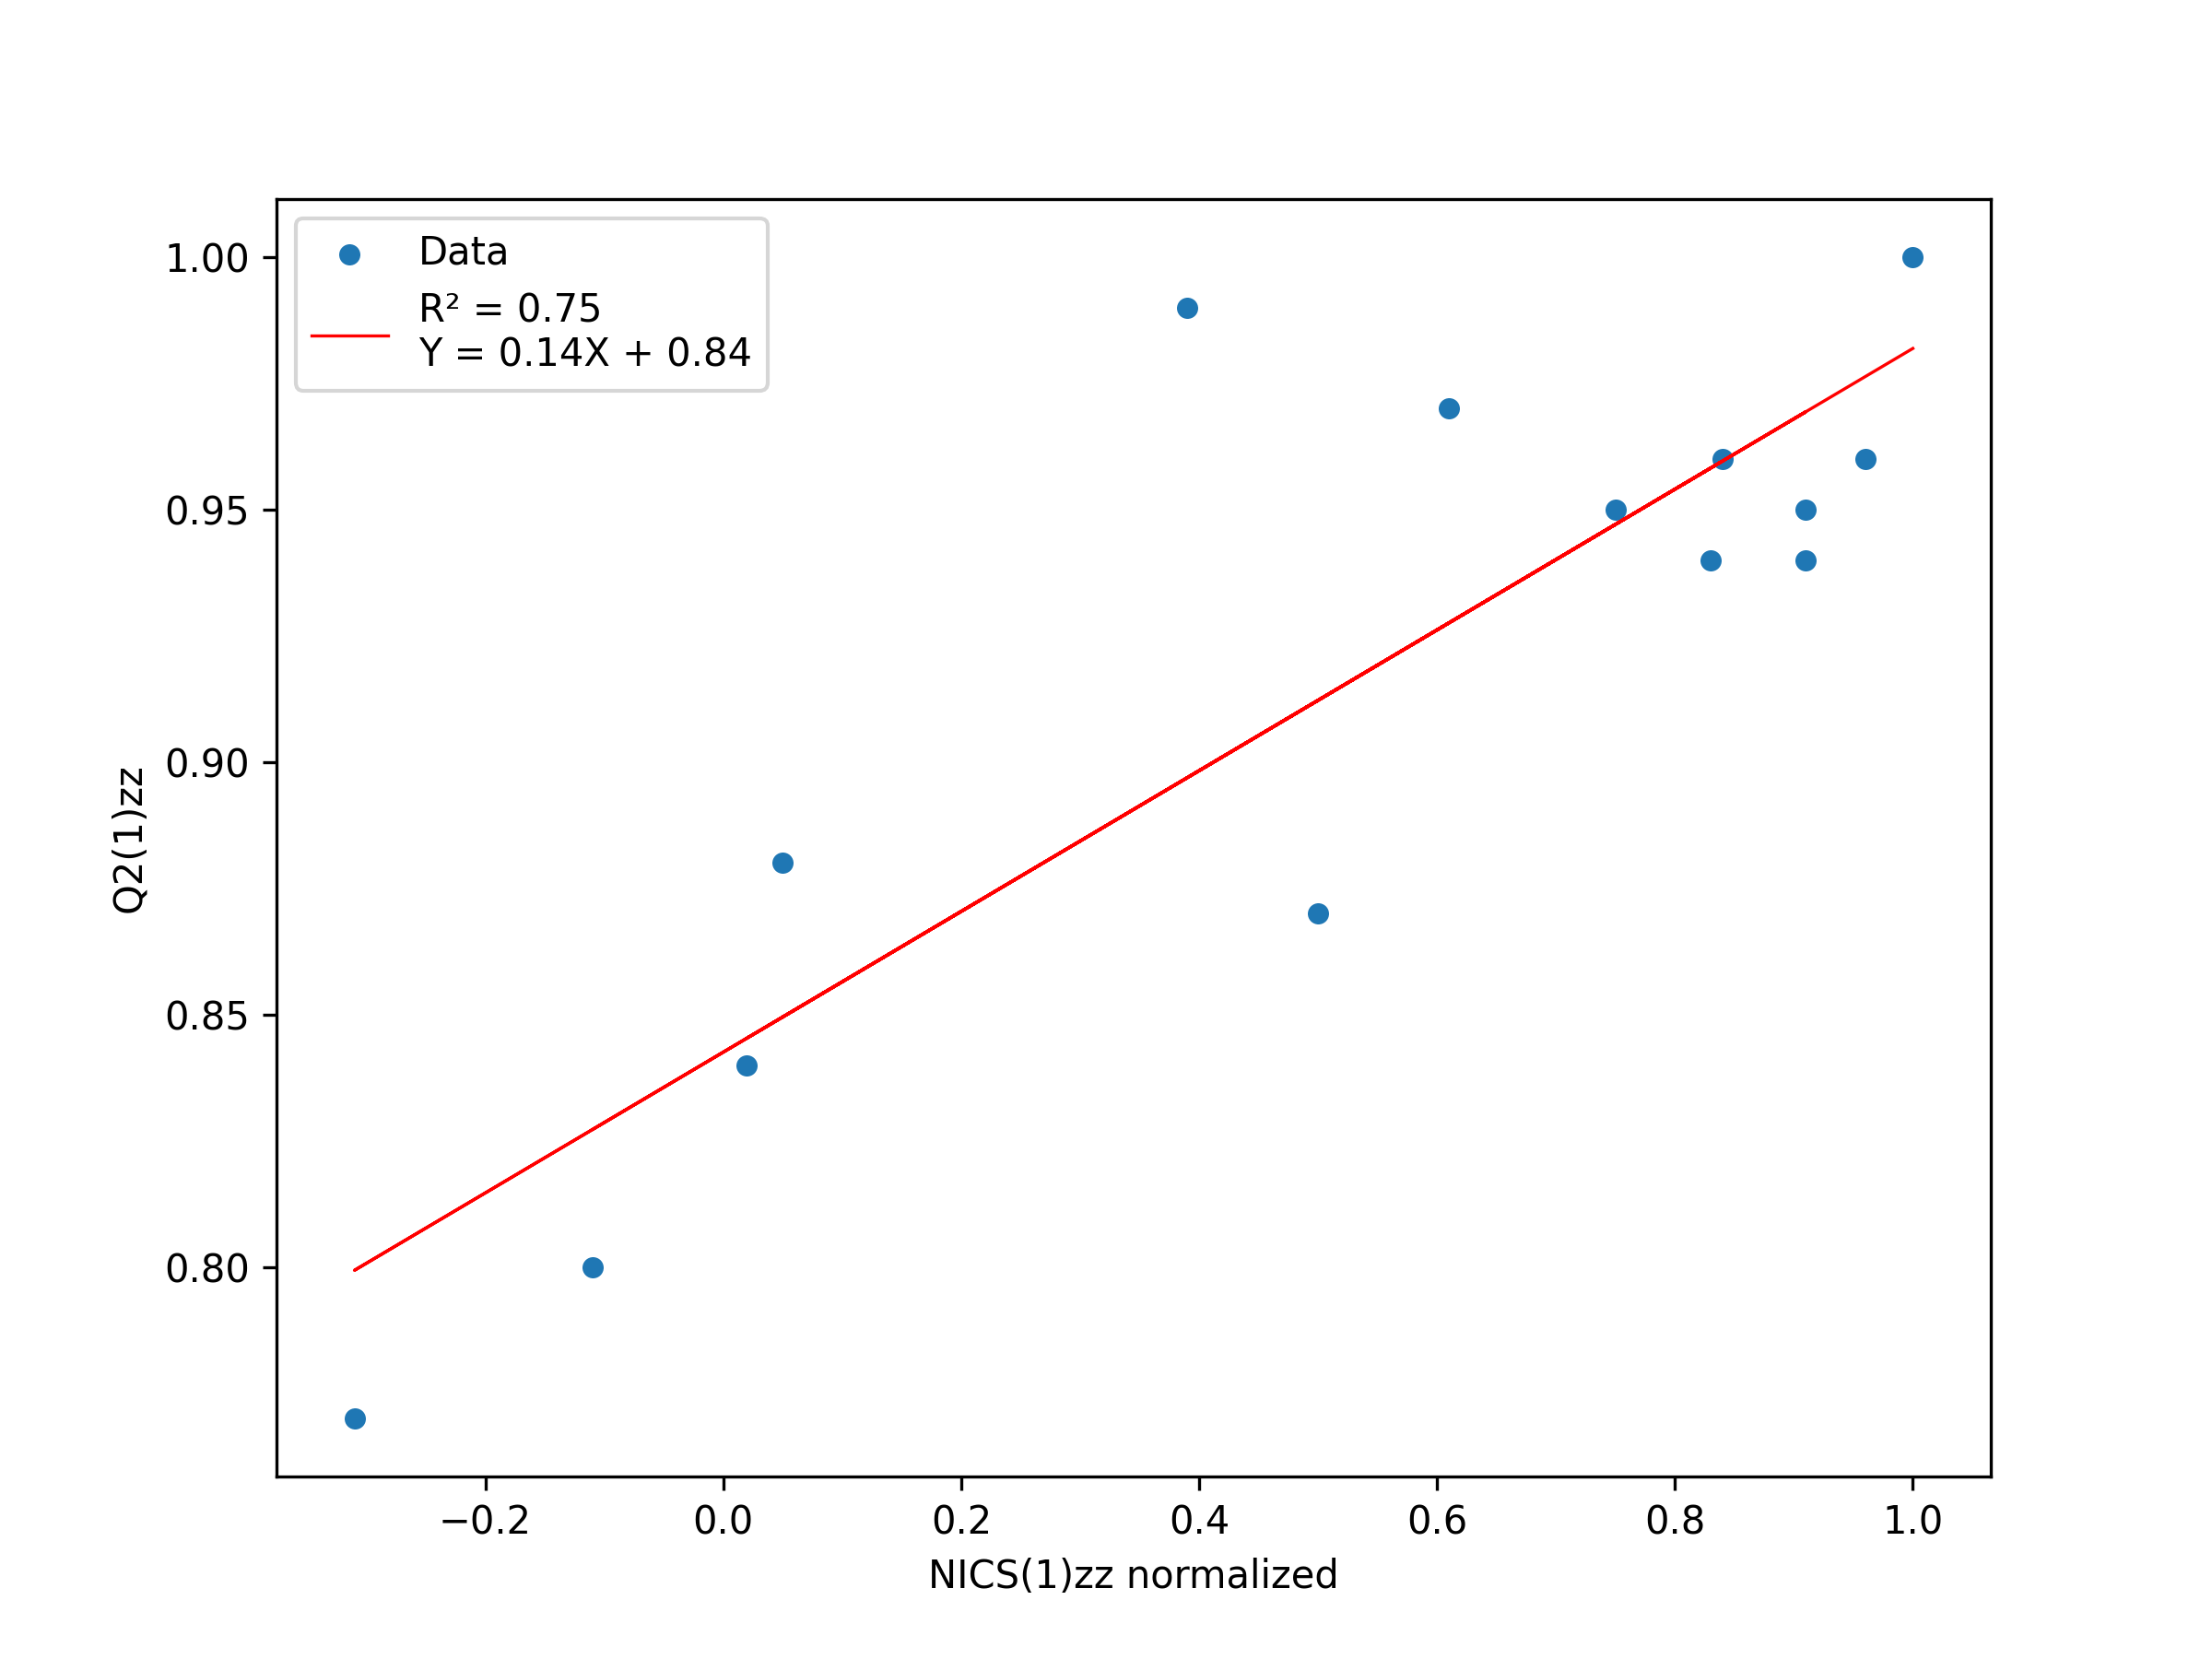 Data
R² = 0.75
Y = 0.14X + 0.84
1.00
0.95
0.90
0.85
0.80
Q2(1)zz
−0.2
0.0
0.2
0.4
0.6
0.8
1.0
NICS(1)zz normalized